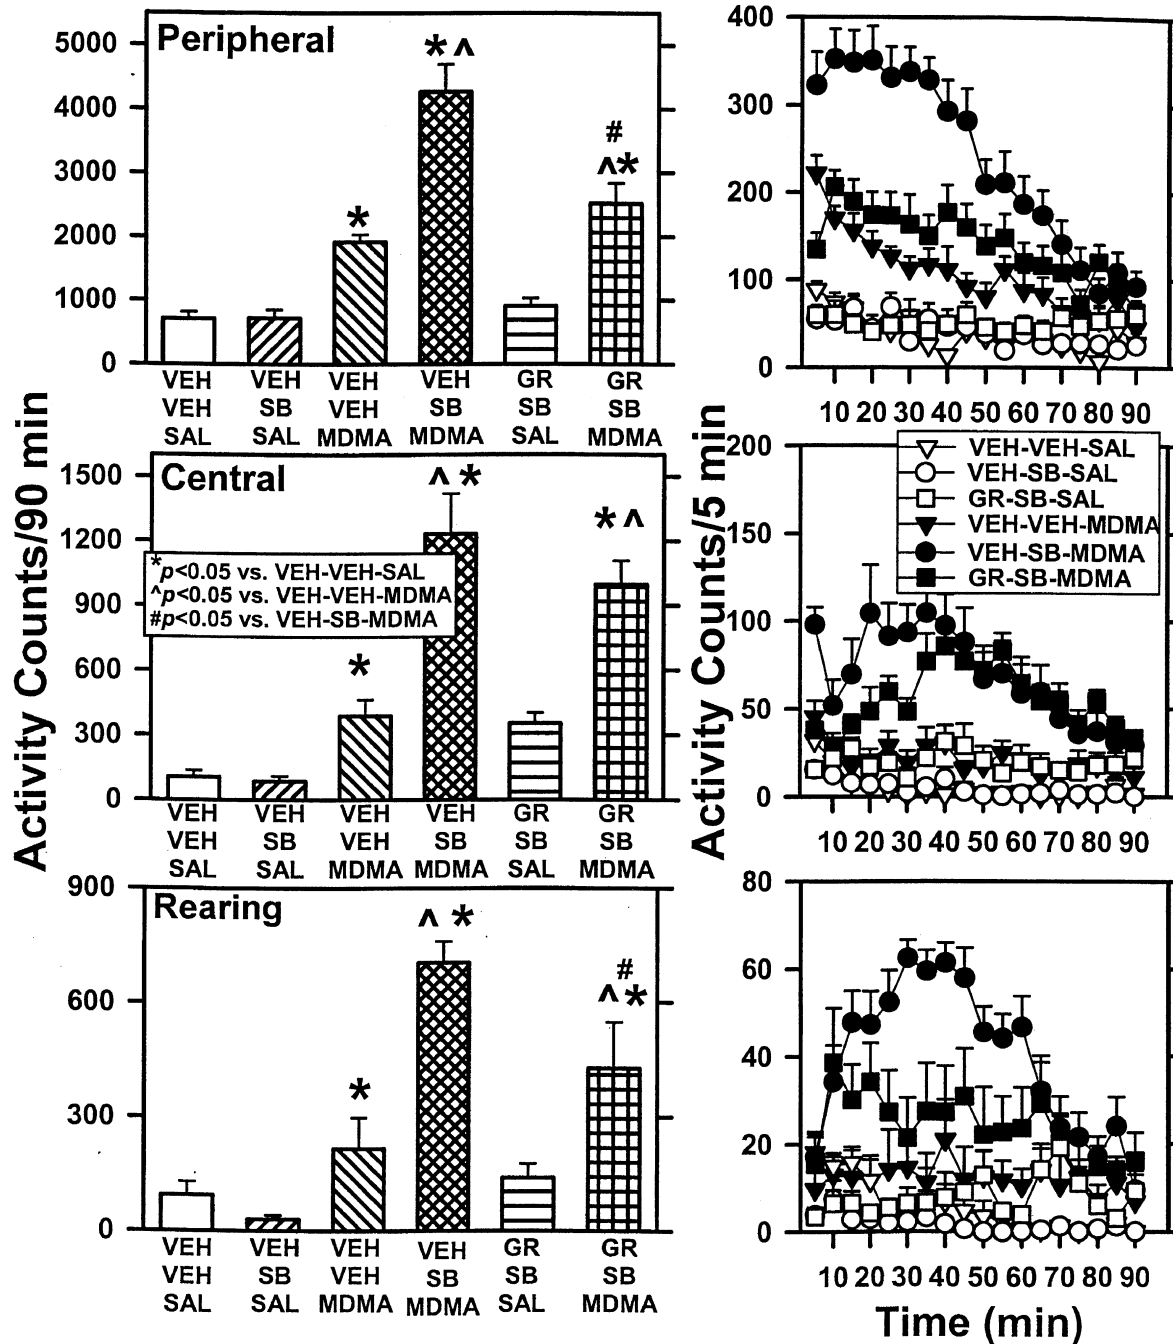 Activity Counts/90 min
Peripheral
5000
4000
3000
2000
1000
0
* ^
#
^*
*
VEH VEH VEH VEH GR GR
VEH SB VEH SB SB SB
SAL SAL MDMA MDMA SAL MDMA
Central
1500
1200
900
600
300
0
^ *
* ^
*
*p<0.05 vs. VEH-VEH-SAL
^p<0.05 vs. VEH-VEH-MDMA
#p<0.05 vs. VEH-SB-MDMA
VEH VEH VEH VEH GR GR
VEH SB VEH SB SB SB
SAL SAL MDMA MDMA SAL MDMA
Rearing
900
600
300
0
^ *
#
^ *
*
VEH VEH VEH VEH GR GR
VEH SB VEH SB SB SB
SAL SAL MDMA MDMA SAL MDMA
Activity Counts/5 min
400
300
200
100
0
10 20 30 40 50 60 70 80 90
200
150
100
50
0
VEH-VEH-SAL
VEH-SB-SAL
GR-SB-SAL
VEH-VEH-MDMA
VEH-SB-MDMA
GR-SB-MDMA
10 20 30 40 50 60 70 80 90
80
60
40
20
0
10 20 30 40 50 60 70 80 90
Time (min)